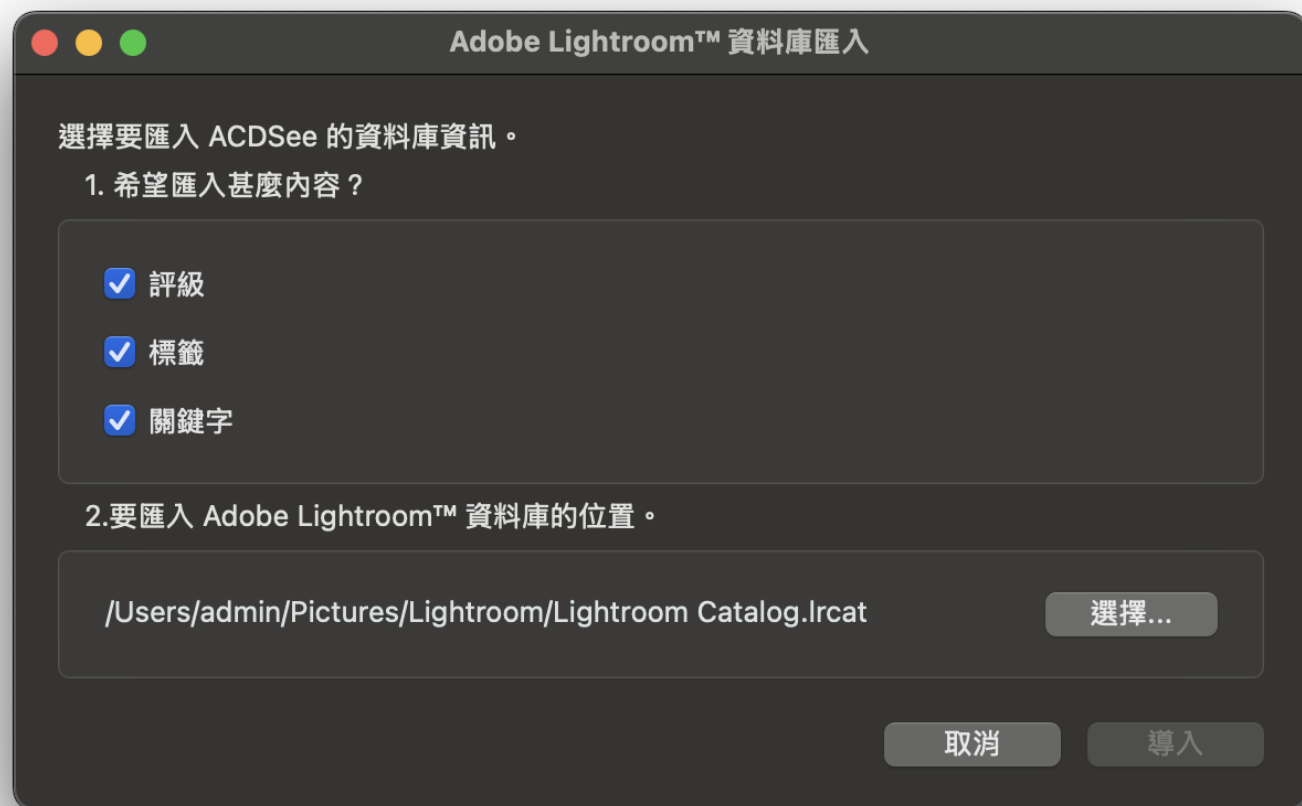 Adobe Lightroom™ 資料庫匯入
選擇要匯入 ACDSee 的資料庫資訊。
1. 希望匯入甚麼內容？
評級
標籤
關鍵字
2.要匯入 Adobe Lightroom™ 資料庫的位置。
/Users/admin/Pictures/Lightroom/Lightroom Catalog.lrcat
選擇...
取消
導入